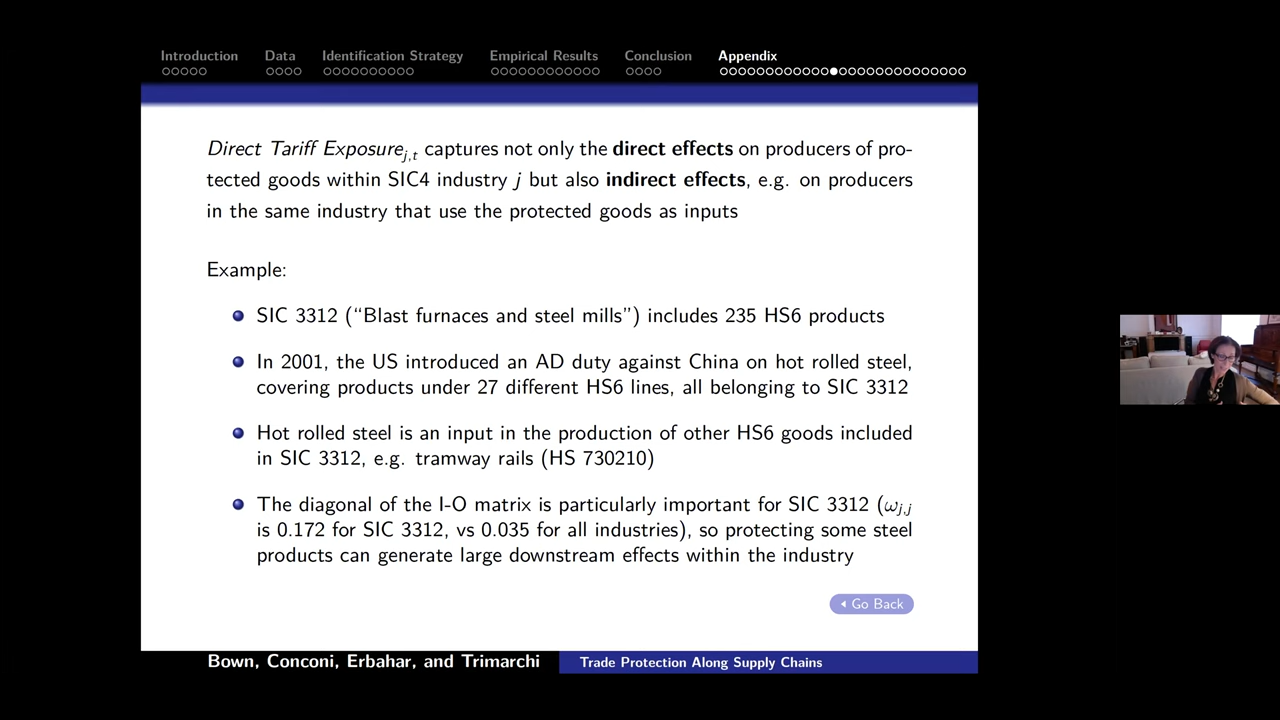 Introduction Data Identification Strategy Empirical Results Conclusion Appendix
Direct Tariff Exposure j,t captures not only the direct effects on producers of pro-
tected goods within SIC4 industry j but also indirect effects, e.g. on producers
in the same industry that use the protected goods as inputs
Example:
SIC 3312 (“Blast furnaces and steel mills”) includes 235 HS6 products
In 2001, the US introduced an AD duty against China on hot rolled steel,
covering products under 27 different HS6 lines, all belonging to SIC 3312
Hot rolled steel is an input in the production of other HS6 goods included
in SIC 3312, e.g. tramway rails (HS 730210)
The diagonal of the I-O matrix is particularly important for SIC 3312 (ωj,j
is 0.172 for SIC 3312, vs 0.035 for all industries), so protecting some steel
products can generate large downstream effects within the industry
Go Back
Bown, Conconi, Erbahar, and Trimarchi Trade Protection Along Supply Chains